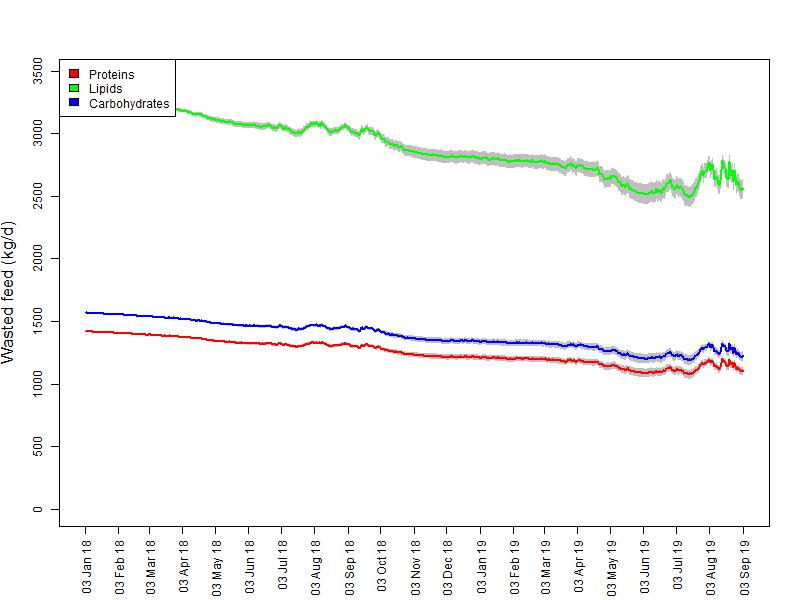 Proteins
Lipids
Carbohydrates
Wasted feed (kg/d)
3500
3000
2500
2000
1500
1000
500
0
03 Jan 18
03 Feb 18
03 Mar 18
03 Apr 18
03 May 18
03 Jun 18
03 Jul 18
03 Aug 18
03 Sep 18
03 Oct 18
03 Nov 18
03 Dec 18
03 Jan 19
03 Feb 19
03 Mar 19
03 Apr 19
03 May 19
03 Jun 19
03 Jul 19
03 Aug 19
03 Sep 19